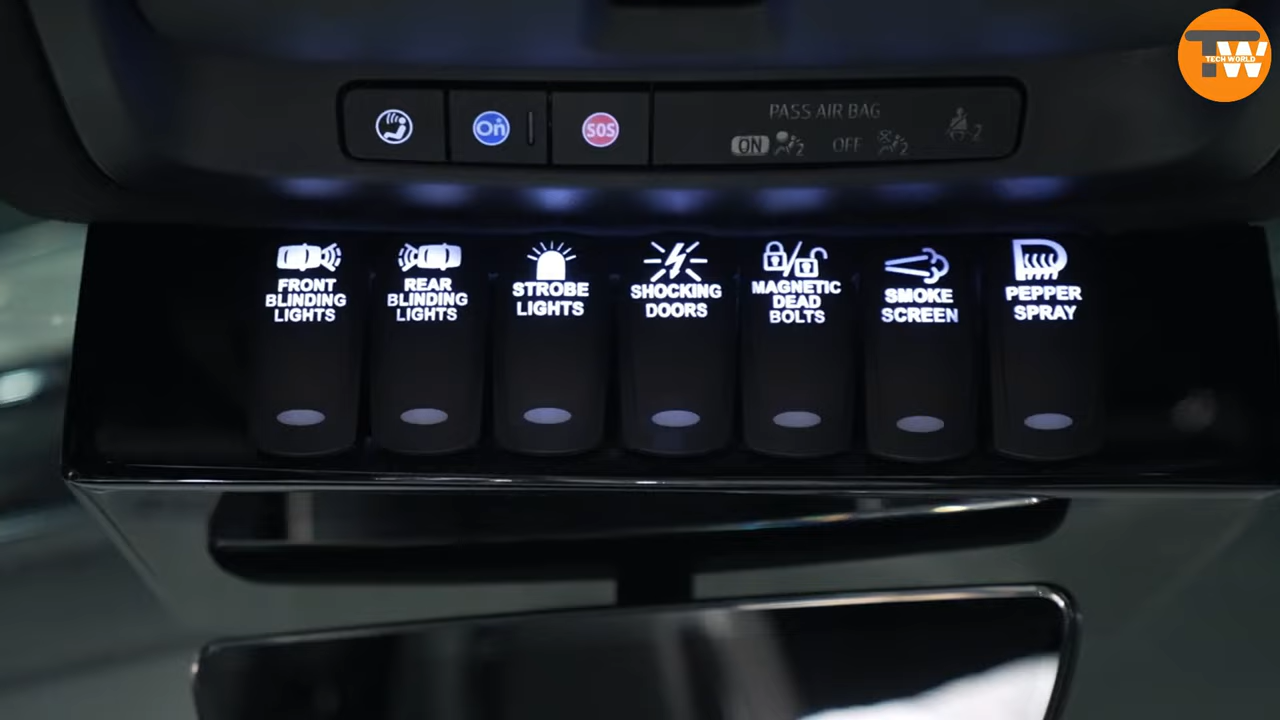 TW
TECH WORLD
On
SOS
PASS AIR BAG
ON 2 OFF 2
2
FRONT
BLINDING
LIGHTS
REAR
BLINDING
LIGHTS
STROBE
LIGHTS
SHOCKING
DOORS
MAGNETIC
DEAD
BOLTS
SMOKE
SCREEN
PEPPER
SPRAY